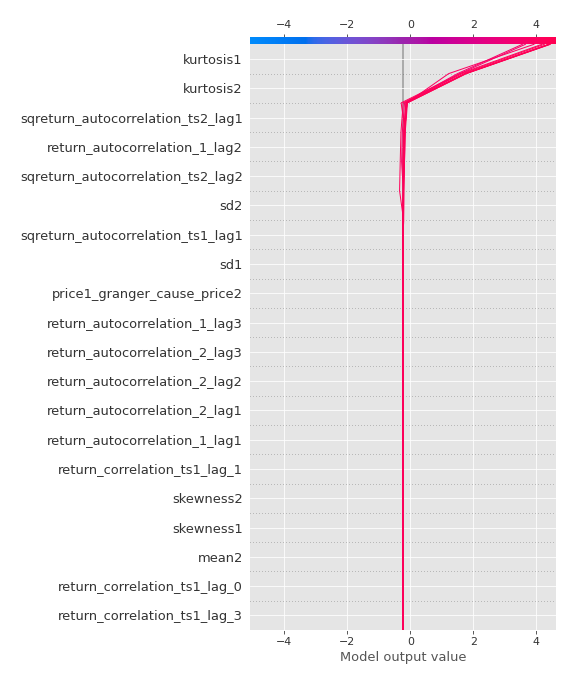 −4 −2 0 2 4
kurtosis1
kurtosis2
sqreturn_autocorrelation_ts2_lag1
return_autocorrelation_1_lag2
sqreturn_autocorrelation_ts2_lag2
sd2
sqreturn_autocorrelation_ts1_lag1
sd1
price1_granger_cause_price2
return_autocorrelation_1_lag3
return_autocorrelation_2_lag3
return_autocorrelation_2_lag2
return_autocorrelation_2_lag1
return_autocorrelation_1_lag1
return_correlation_ts1_lag_1
skewness2
skewness1
mean2
return_correlation_ts1_lag_0
return_correlation_ts1_lag_3
−4 −2 0 2 4
Model output value